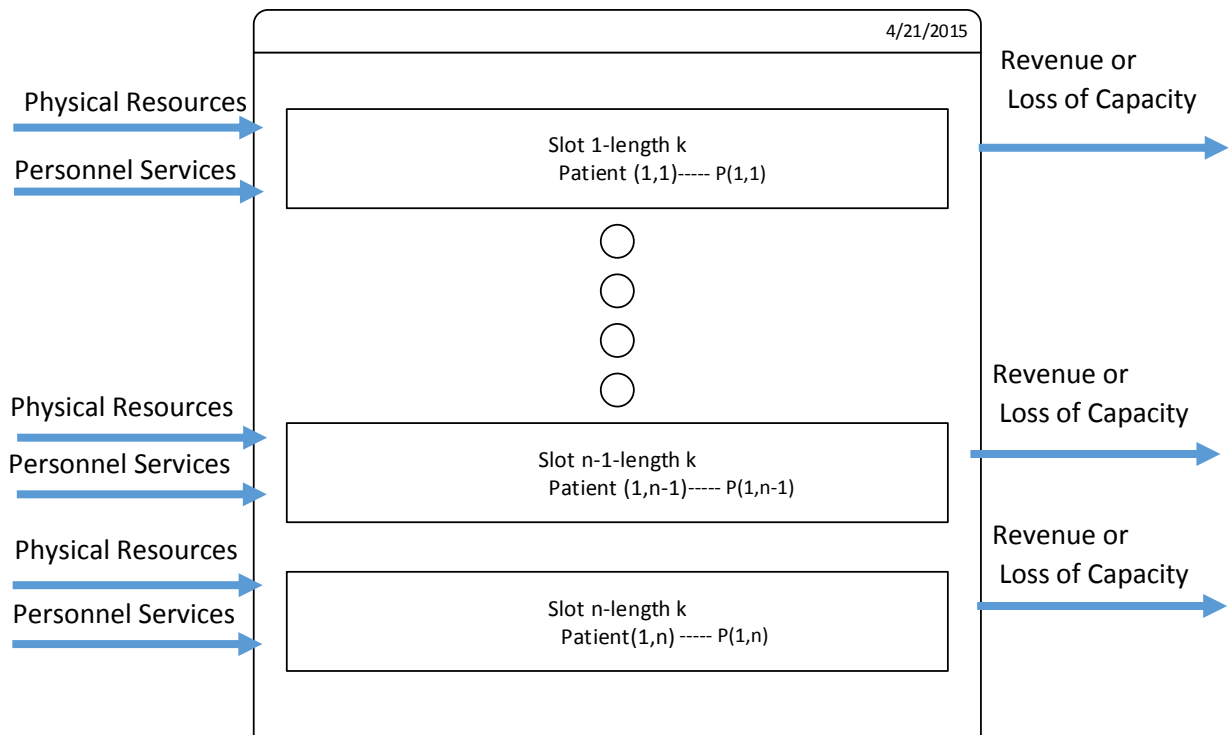 4/21/2015
Physical Resources
Personnel Services
Slot 1-length k
Patient (1,1)----- P(1,1)
Revenue or
Loss of Capacity
Physical Resources
Personnel Services
Slot n-1-length k
Patient (1,n-1)----- P(1,n-1)
Revenue or
Loss of Capacity
Physical Resources
Personnel Services
Slot n-length k
Patient(1,n) ----- P(1,n)
Revenue or
Loss of Capacity